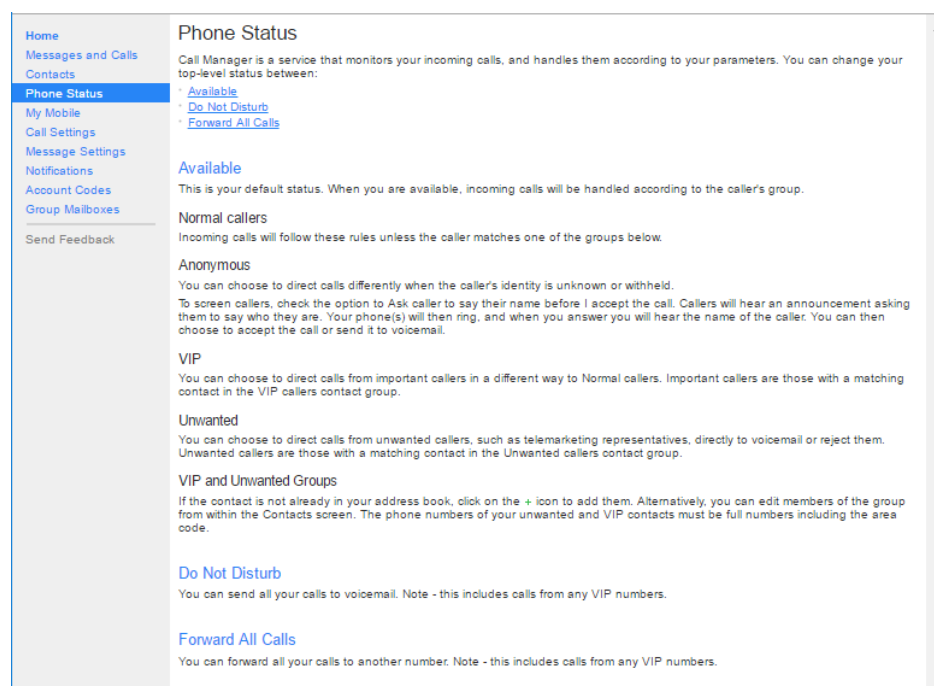 Home
Messages and Calls
Contacts
Phone Status
My Mobile
Call Settings
Message Settings
Notifications
Account Codes
Group Mailboxes
Send Feedback
Phone Status
Call Manager is a service that monitors your incoming calls, and handles them according to your parameters. You can change your
top-level status between:
Available
Do Not Disturb
Forward All Calls
Available
This is your default status. When you are available, incoming calls will be handled according to the caller's group.
Normal callers
Incoming calls will follow these rules unless the caller matches one of the groups below.
Anonymous
You can choose to direct calls differently when the caller's identity is unknown or withheld.
To screen callers, check the option to Ask caller to say their name before I accept the call. Callers will hear an announcement asking
them to say who they are. Your phone(s) will then ring, and when you answer you will hear the name of the caller. You can then
choose to accept the call or send it to voicemail.
VIP
You can choose to direct calls from important callers in a different way to Normal callers. Important callers are those with a matching
contact in the VIP callers contact group.
Unwanted
You can choose to direct calls from unwanted callers, such as telemarketing representatives, directly to voicemail or reject them.
Unwanted callers are those with a matching contact in the Unwanted callers contact group.
VIP and Unwanted Groups
If the contact is not already in your address book, click on the + icon to add them. Alternatively, you can edit members of the group
from within the Contacts screen. The phone numbers of your unwanted and VIP contacts must be full numbers including the area
code.
Do Not Disturb
You can send all your calls to voicemail. Note - this includes calls from any VIP numbers.
Forward All Calls
You can forward all your calls to another number. Note - this includes calls from any VIP numbers.